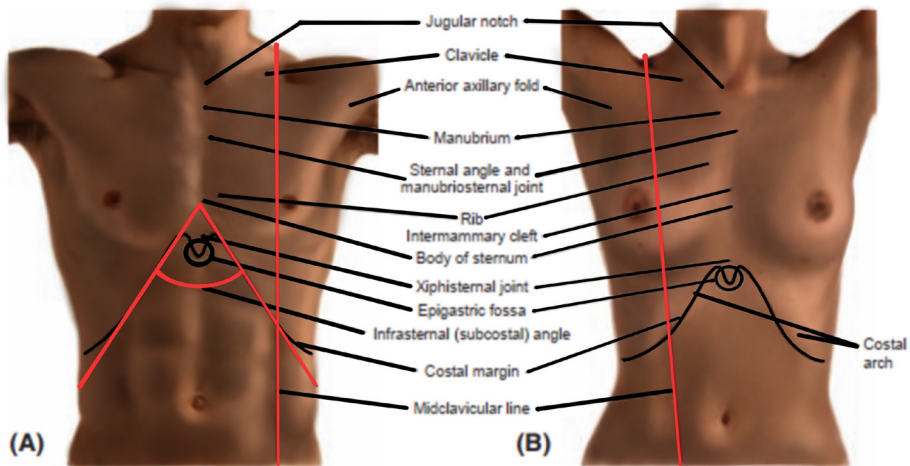 Jugular notch
Clavicle
Anterior axillary fold
Manubrium
Sternal angle and
manubriosternal joint
Rib
Intermammary cleft
Body of sternum
Xiphisternal joint
Epigastric fossa
Infrasternal (subcostal) angle
Costal margin
Midclavicular line
Costal
arch
(A)
(B)